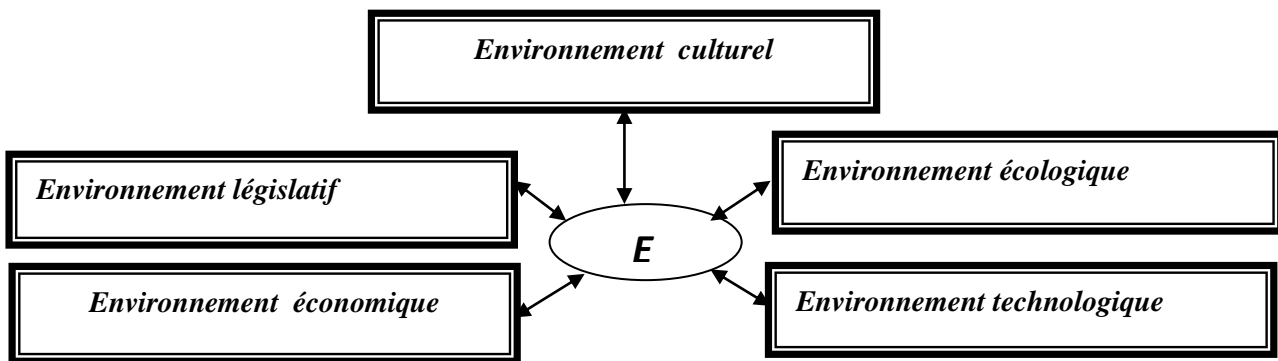 Environnement culturel
Environnement législatif
Environnement écologique
E
Environnement économique
Environnement technologique